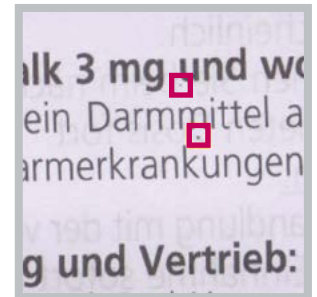 alk 3 mg und wo
ein Darmmittel a
armerkrankungen
g und Vertrieb: